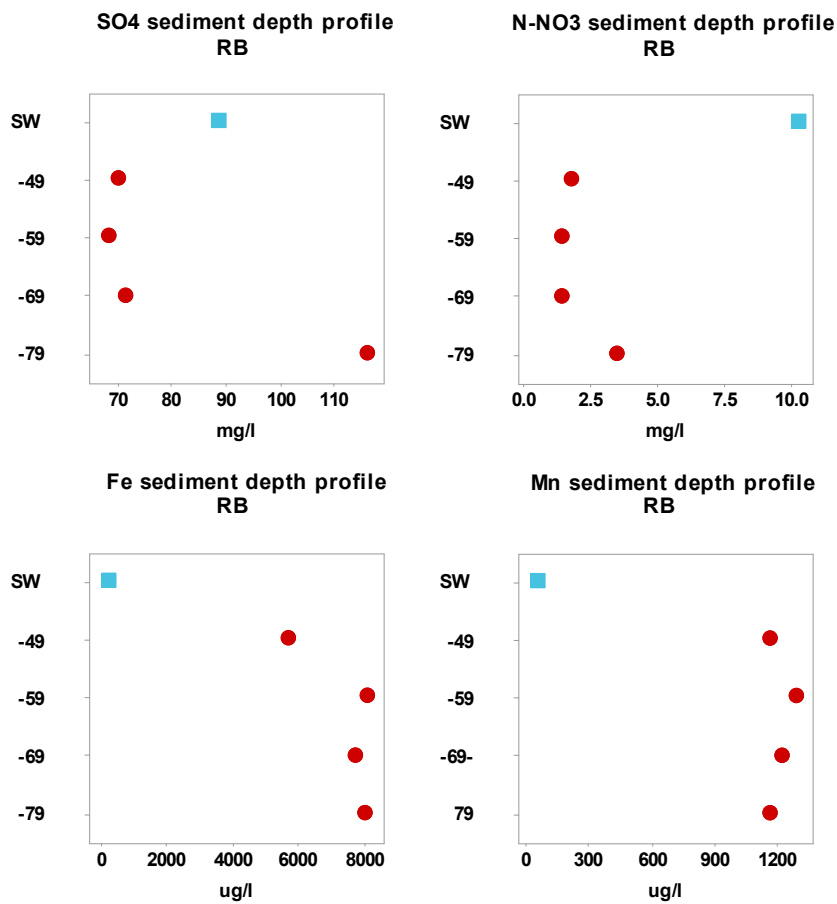 SO4 sediment depth profile
RB
SW
-49
-59
-69
-79
70 80 90 100 110
mg/l
N-NO3 sediment depth profile
RB
SW
-49
-59
-69
-79
0.0 2.5 5.0 7.5 10.0
mg/l
Fe sediment depth profile
RB
SW
-49
-59
-69
-79
0 2000 4000 6000 8000
ug/l
Mn sediment depth profile
RB
SW
-49
-59
-69-
79
0 300 600 900 1200
ug/l